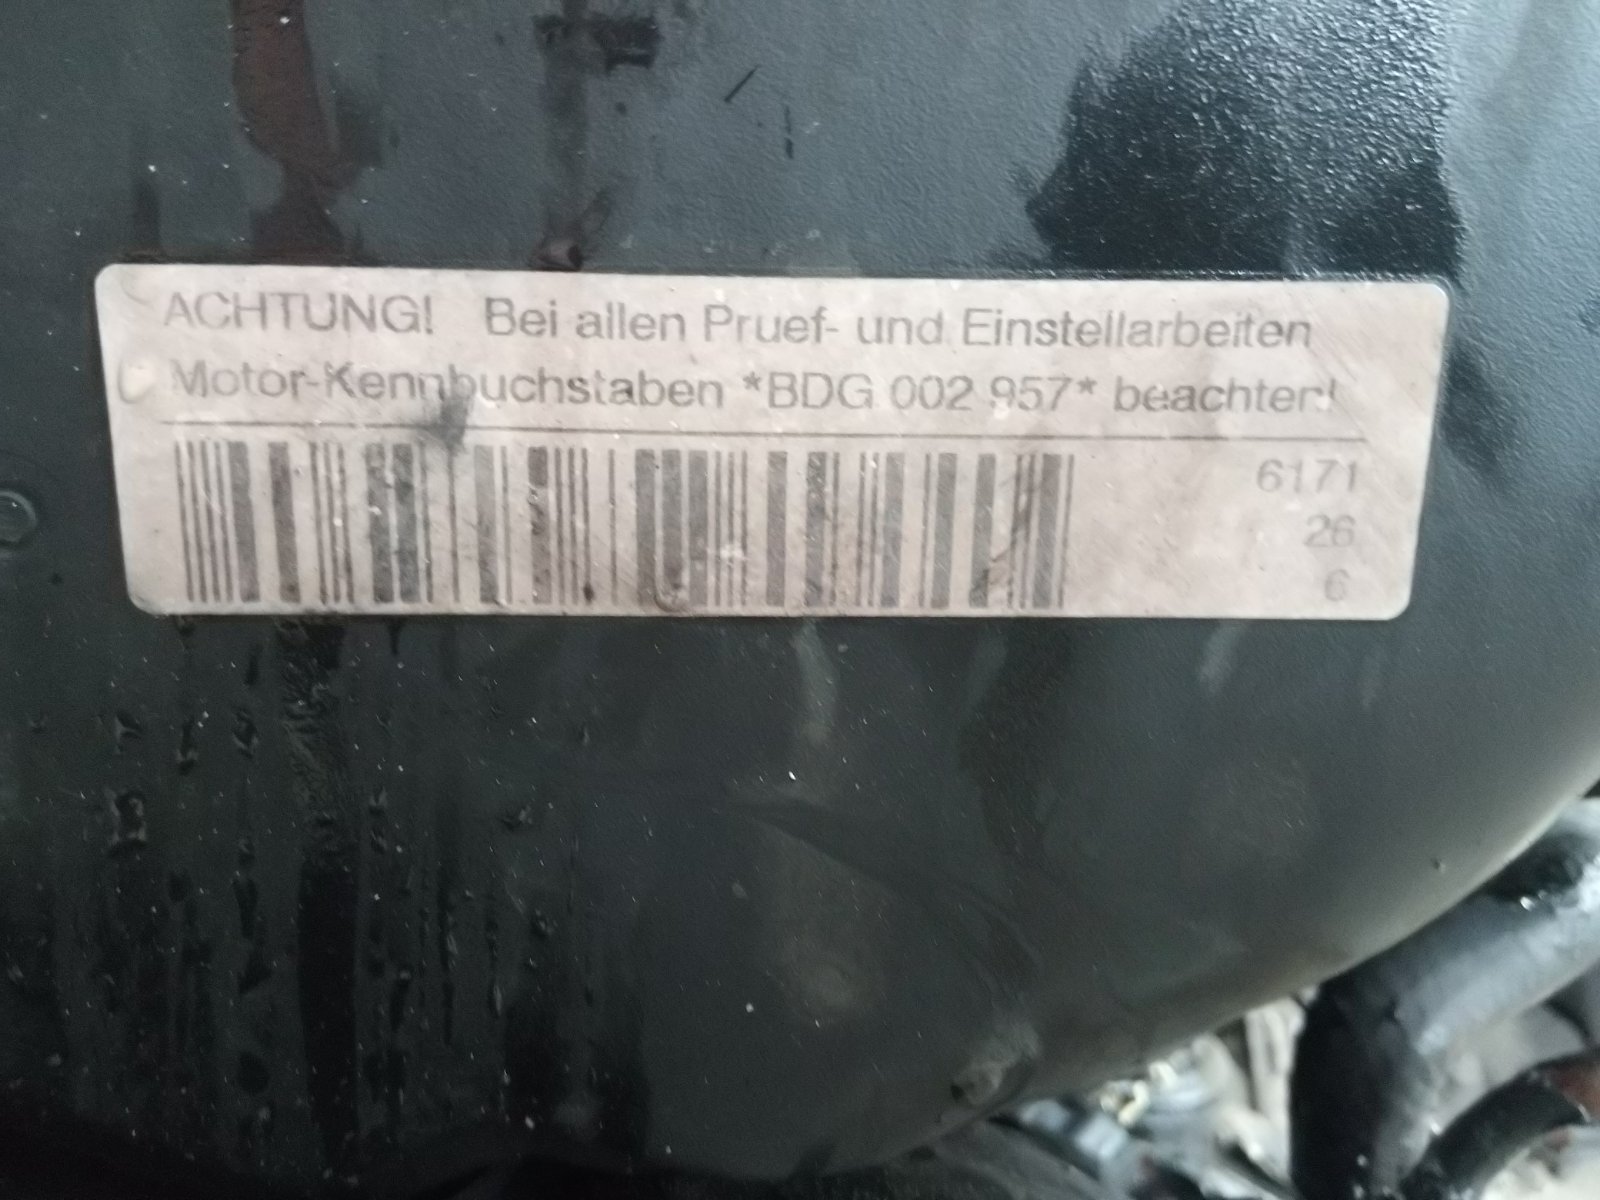 ACHTUNG! Bei allen Pruef- und Einstellarbeiten
Motor-Kennbuchstaben *BDG 002 957* beachten!
6171
26
6